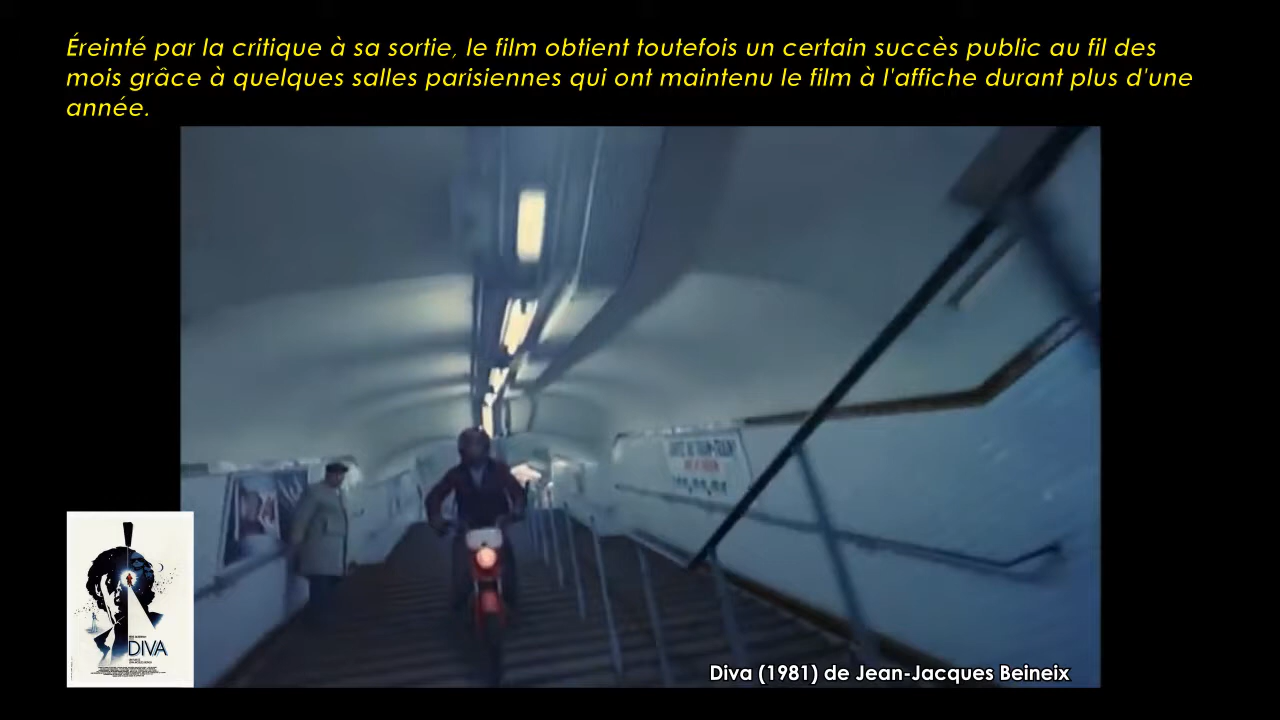 Éreinté par la critique à sa sortie, le film obtient toutefois un certain succès public au fil des
mois grâce à quelques salles parisiennes qui ont maintenu le film à l'affiche durant plus d'une
année.
DIVA
Diva (1981) de Jean-Jacques Beineix